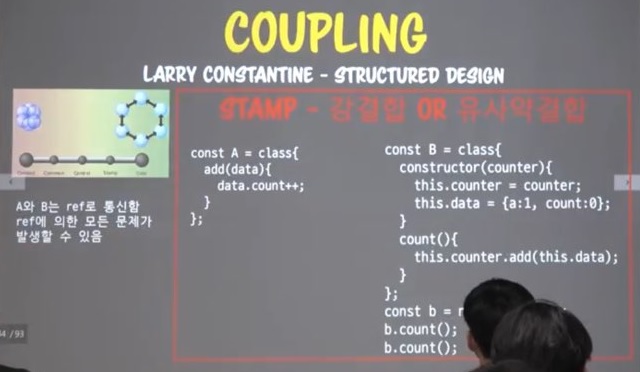 COUPLING
LARRY CONSTANTINE - STRUCTURED DESIGN
STAMP - 강결합 OR 유사약결합
Content Common Control Stamp Data
A와 B는 ref로 통신함
ref에 의한 모든 문제가
발생할 수 있음
const A = class{
add(data){
data.count++;
}
};
const B = class{
constructor(counter){
this.counter = counter;
this.data = {a:1, count:0};
}
count(){
this.counter.add(this.data);
}
};
const b =
b.count();
b.count();
/93